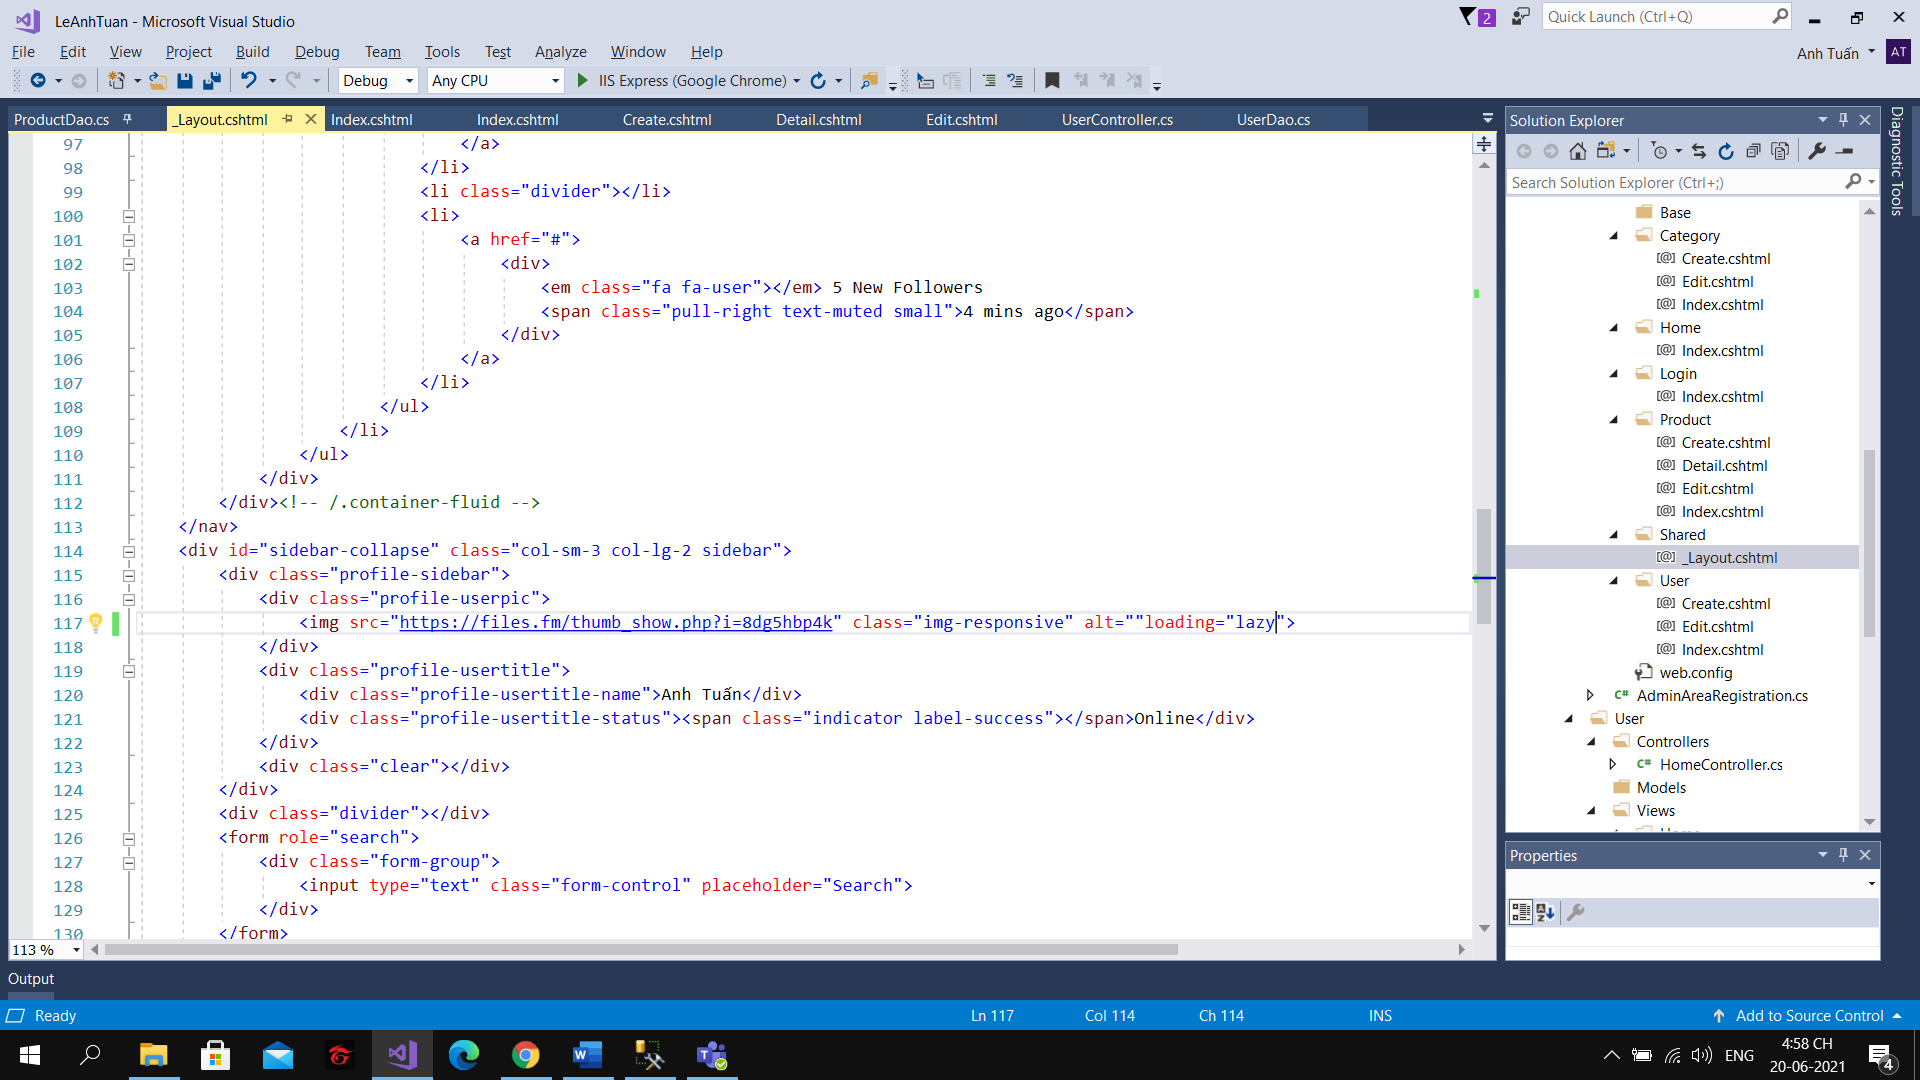 LeAnhTuan - Microsoft Visual Studio
2
Quick Launch (Ctrl+Q)
File Edit View Project Build Debug Team Tools Test Analyze Window Help
Anh Tuấn
AT
Debug
Any CPU
IIS Express (Google Chrome)
ProductDao.cs
_Layout.cshtml
Index.cshtml
Index.cshtml
Create.cshtml
Detail.cshtml
Edit.cshtml
UserController.cs
UserDao.cs
97 </a>
98 </li>
99 <li class="divider"></li>
100 <li>
101 <a href="#">
102 <div>
103 <em class="fa fa-user"></em> 5 New Followers
104 <span class="pull-right text-muted small">4 mins ago</span>
105 </div>
106 </a>
107 </li>
108 </ul>
109 </li>
110 </ul>
111 </div>
112 </div><!-- /.container-fluid -->
113 </nav>
114 <div id="sidebar-collapse" class="col-sm-3 col-lg-2 sidebar">
115 <div class="profile-sidebar">
116 <div class="profile-userpic">
117 <img src="https://files.fm/thumb_show.php?i=8dg5hbp4k" class="img-responsive" alt=""loading="lazy">
118 </div>
119 <div class="profile-usertitle">
120 <div class="profile-usertitle-name">Anh Tuấn</div>
121 <div class="profile-usertitle-status"><span class="indicator label-success"></span>Online</div>
122 </div>
123 <div class="clear"></div>
124 </div>
125 <div class="divider"></div>
126 <form role="search">
127 <div class="form-group">
128 <input type="text" class="form-control" placeholder="Search">
129 </div>
130 </form>
113 %
Output
Solution Explorer
Search Solution Explorer (Ctrl+;)
Base
Category
Create.cshtml
Edit.cshtml
Index.cshtml
Home
Index.cshtml
Login
Index.cshtml
Product
Create.cshtml
Detail.cshtml
Edit.cshtml
Index.cshtml
Shared
_Layout.cshtml
User
Create.cshtml
Edit.cshtml
Index.cshtml
web.config
AdminAreaRegistration.cs
User
Controllers
HomeController.cs
Models
Views
Properties
Diagnostic Tools
Ready
Ln 117
Col 114
Ch 114
INS
Add to Source Control
ENG
4:58 CH
20-06-2021
4